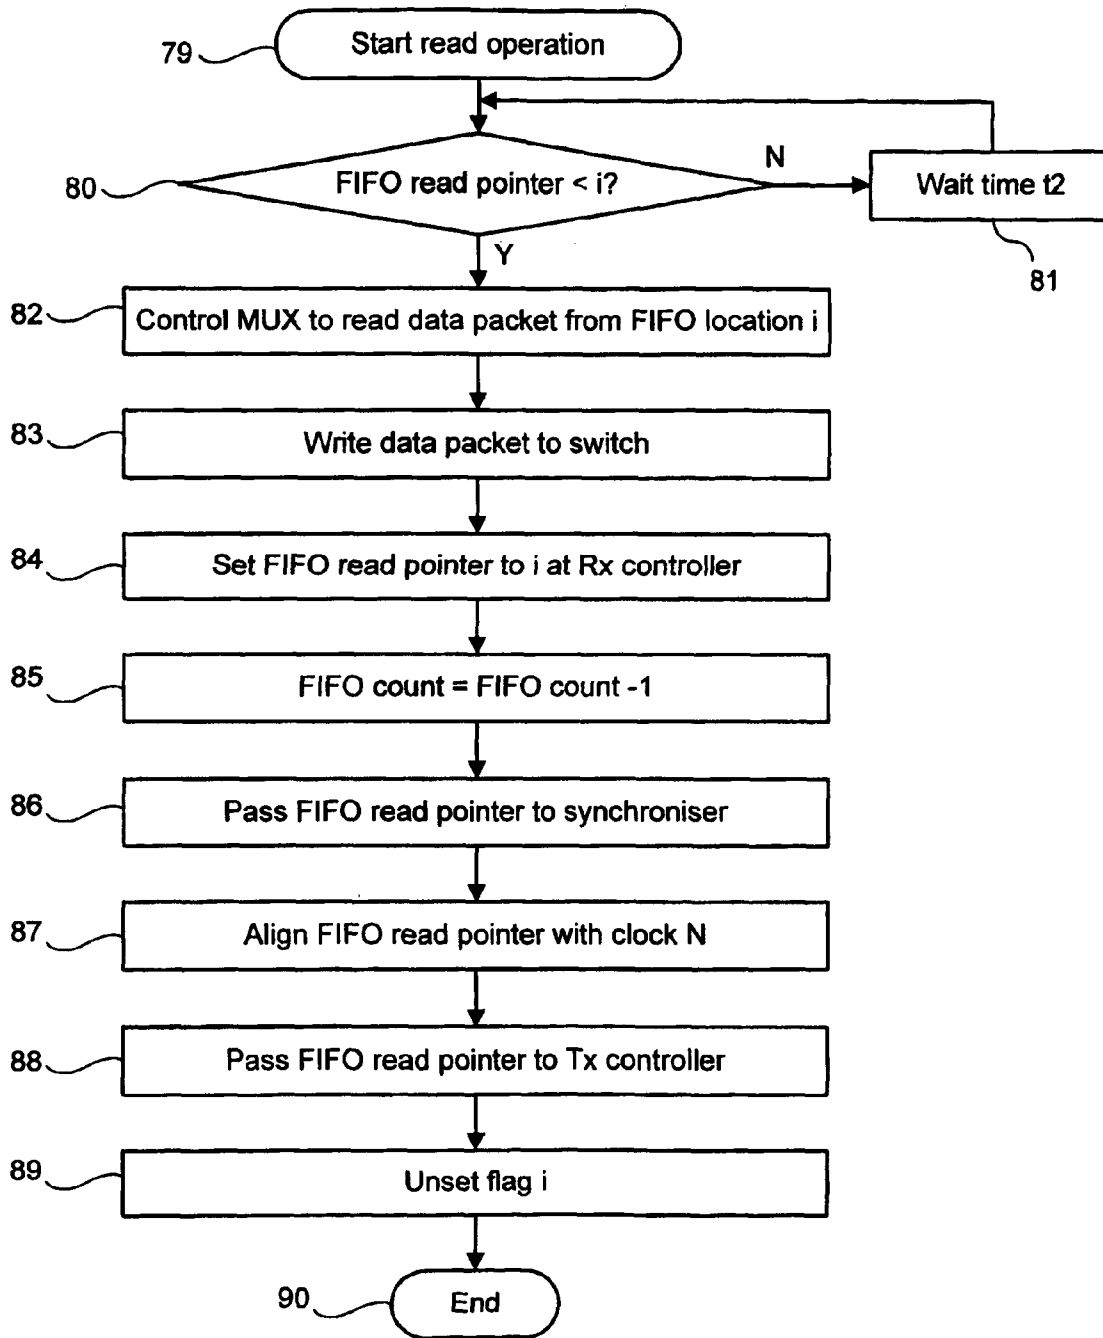 79 Start read operation
80 FIFO read pointer < i?
N
Wait time t2
81
Y
82 Control MUX to read data packet from FIFO location i
83 Write data packet to switch
84 Set FIFO read pointer to i at Rx controller
85 FIFO count = FIFO count -1
86 Pass FIFO read pointer to synchroniser
87 Align FIFO read pointer with clock N
88 Pass FIFO read pointer to Tx controller
89 Unset flag i
90 End